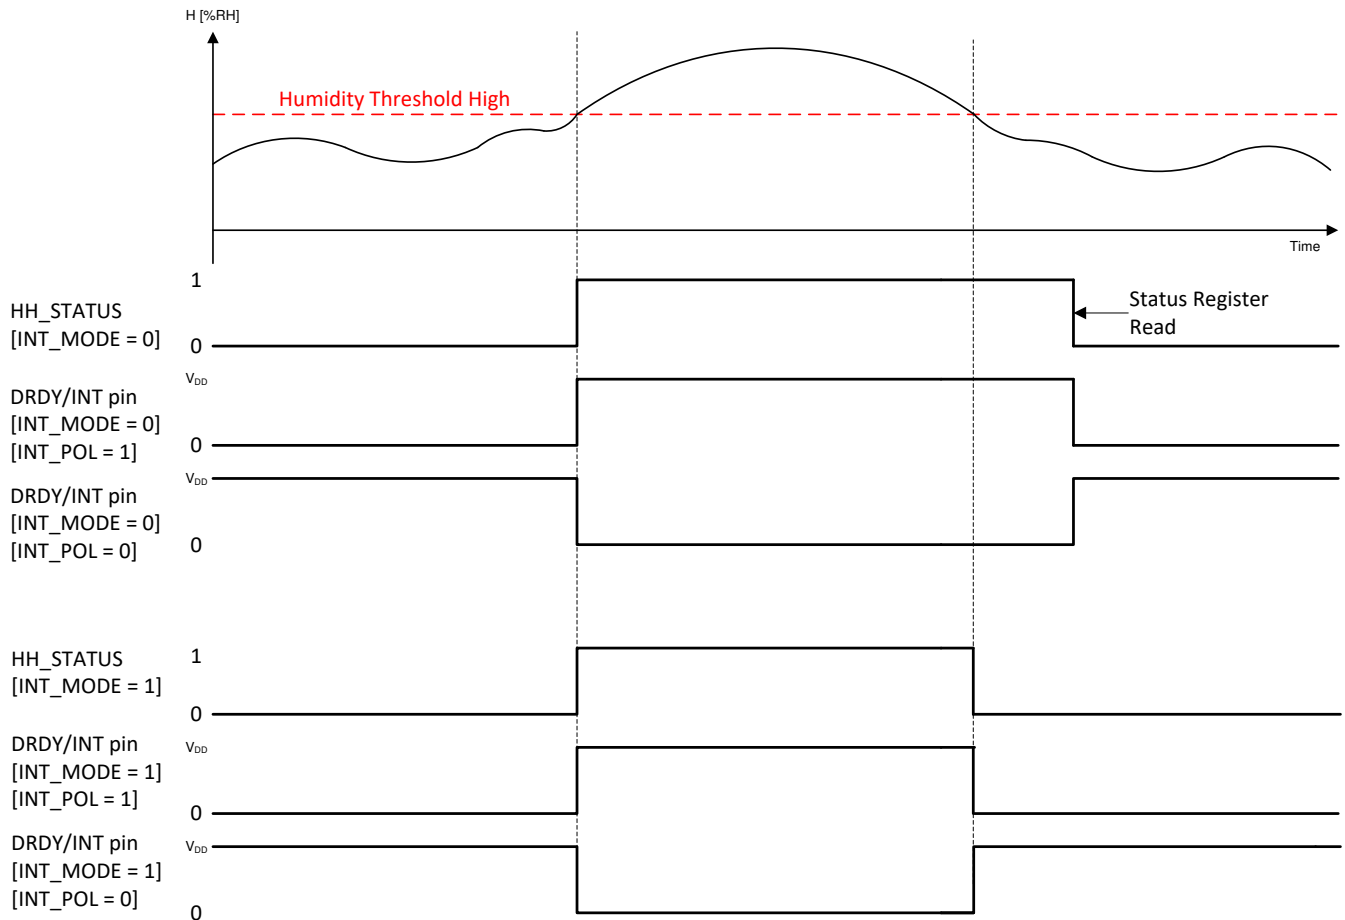 H [%RH]
Humidity Threshold High
Time
1
HH_STATUS
[INT_MODE = 0]
0
Status Register
Read
VDD
DRDY/INT pin
[INT_MODE = 0]
[INT_POL = 1]
0
VDD
DRDY/INT pin
[INT_MODE = 0]
[INT_POL = 0]
0
HH_STATUS
[INT_MODE = 1]
1
0
DRDY/INT pin
[INT_MODE = 1]
[INT_POL = 1]
VDD
0
DRDY/INT pin
[INT_MODE = 1]
[INT_POL = 0]
VDD
0